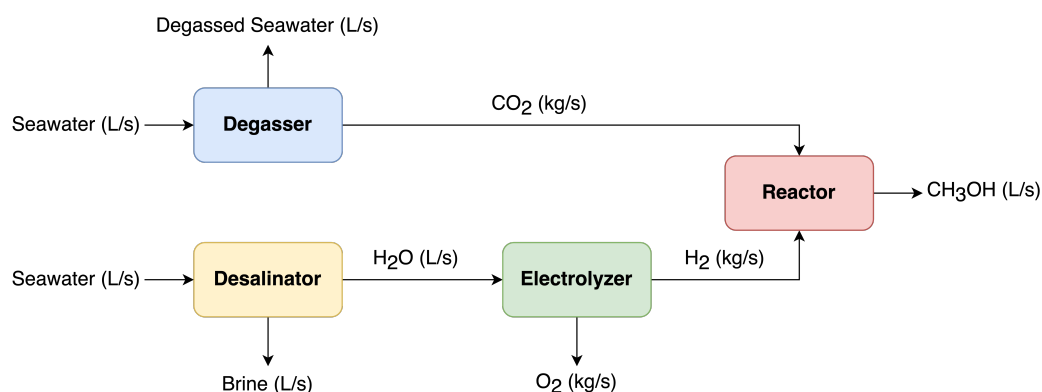 Degassed Seawater (L/s)
Seawater (L/s)
Degasser
CO2 (kg/s)
Reactor
CH3OH (L/s)
Seawater (L/s)
Desalinator
H2O (L/s)
Electrolyzer
H2 (kg/s)
Brine (L/s)
O2 (kg/s)